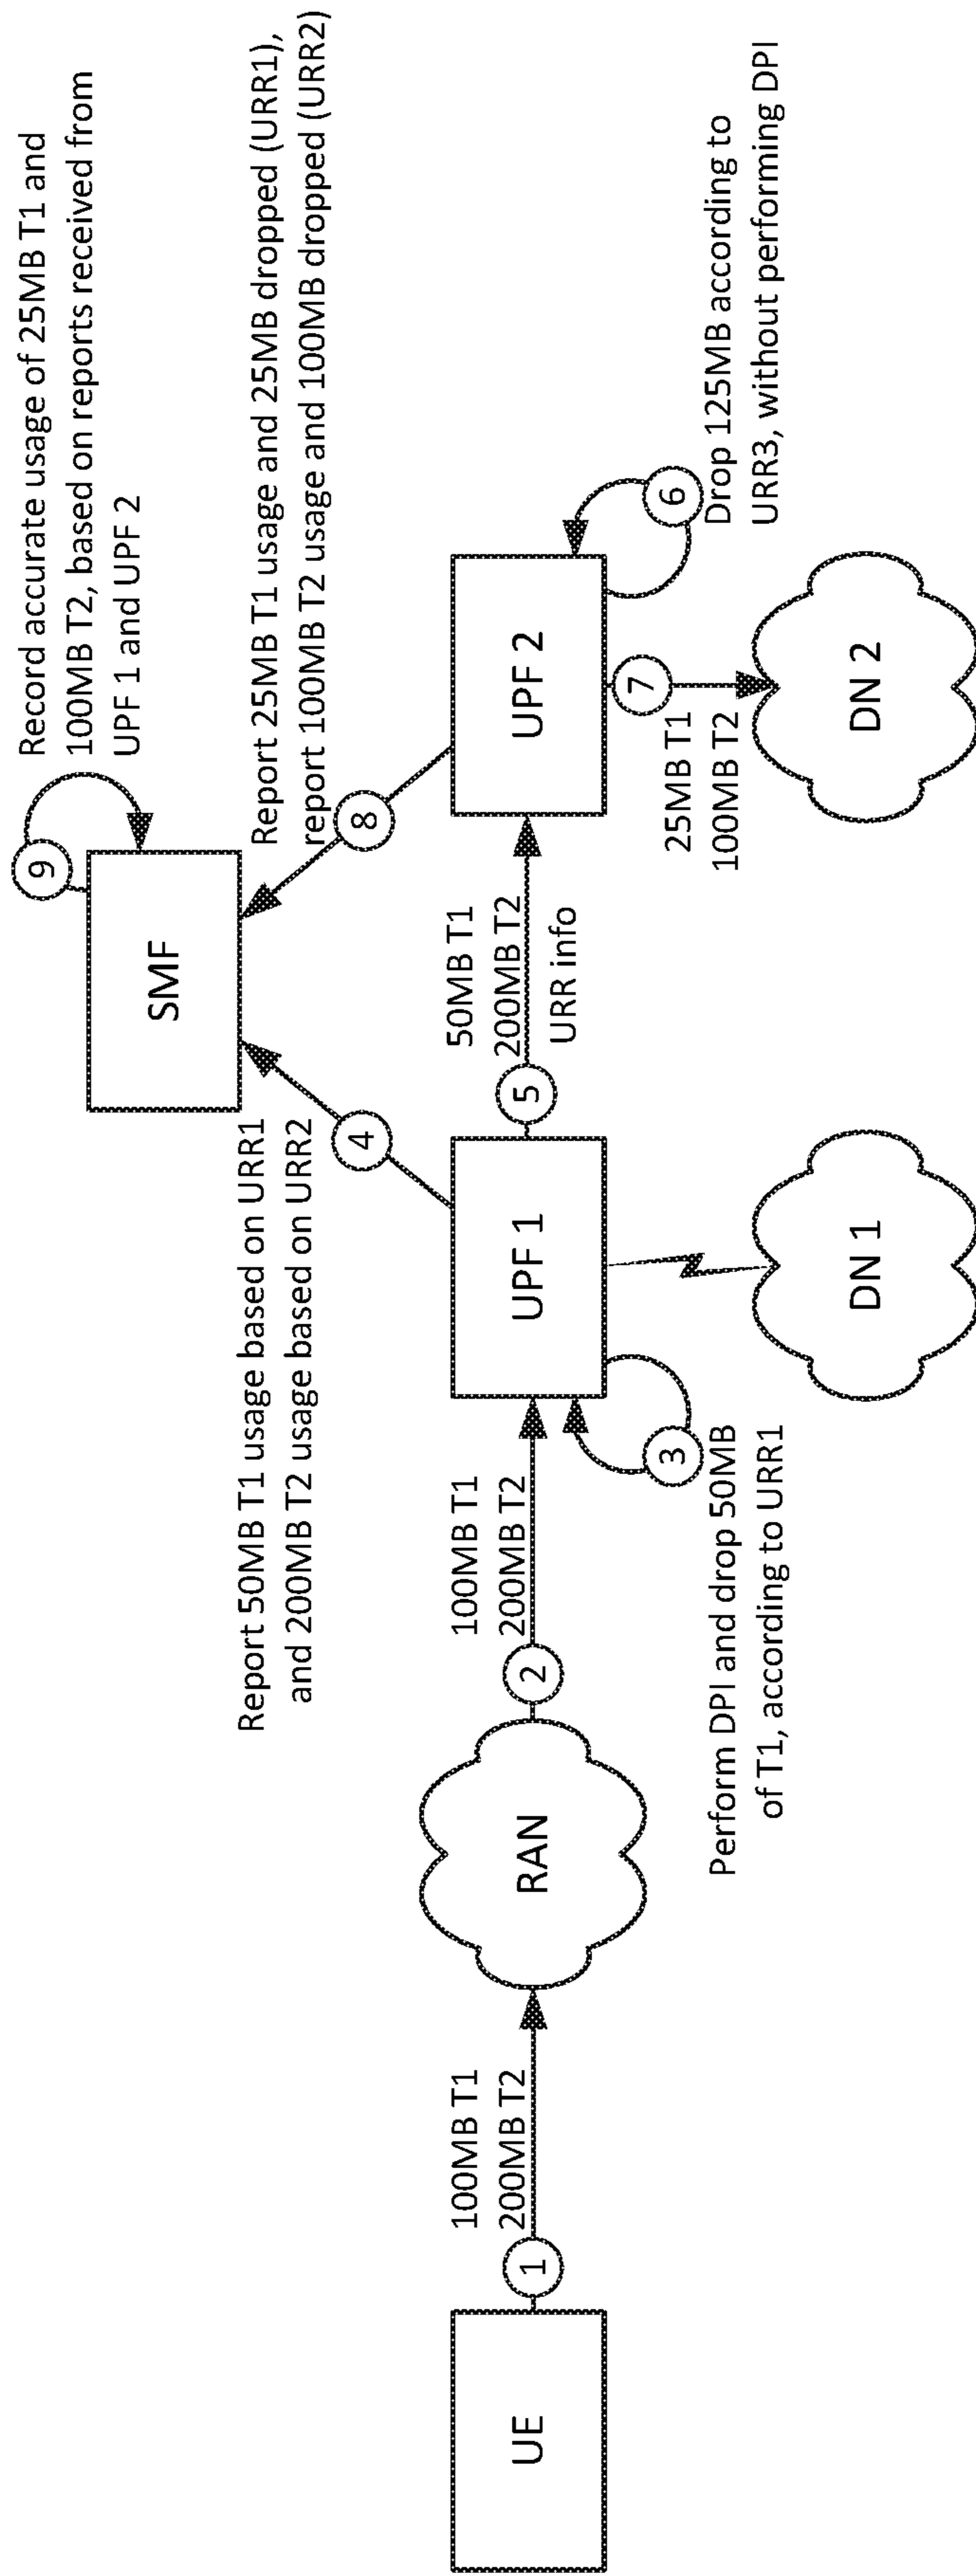 Record accurate usage of 25MB T1 and
100MB T2, based on reports received from
UPF 1 and UPF 2
9
SMF
Report 50MB T1 usage based on URR1
and 200MB T2 usage based on URR2
4
Report 25MB T1 usage and 25MB dropped (URR1),
report 100MB T2 usage and 100MB dropped (URR2)
8
UE
1
100MB T1
200MB T2
RAN
2
100MB T1
200MB T2
UPF 1
5
50MB T1
200MB T2
URR info
UPF 2
3
Perform DPI and drop 50MB
of T1, according to URR1
6
Drop 125MB according to
URR3, without performing DPI
7
25MB T1
100MB T2
DN 1
DN 2